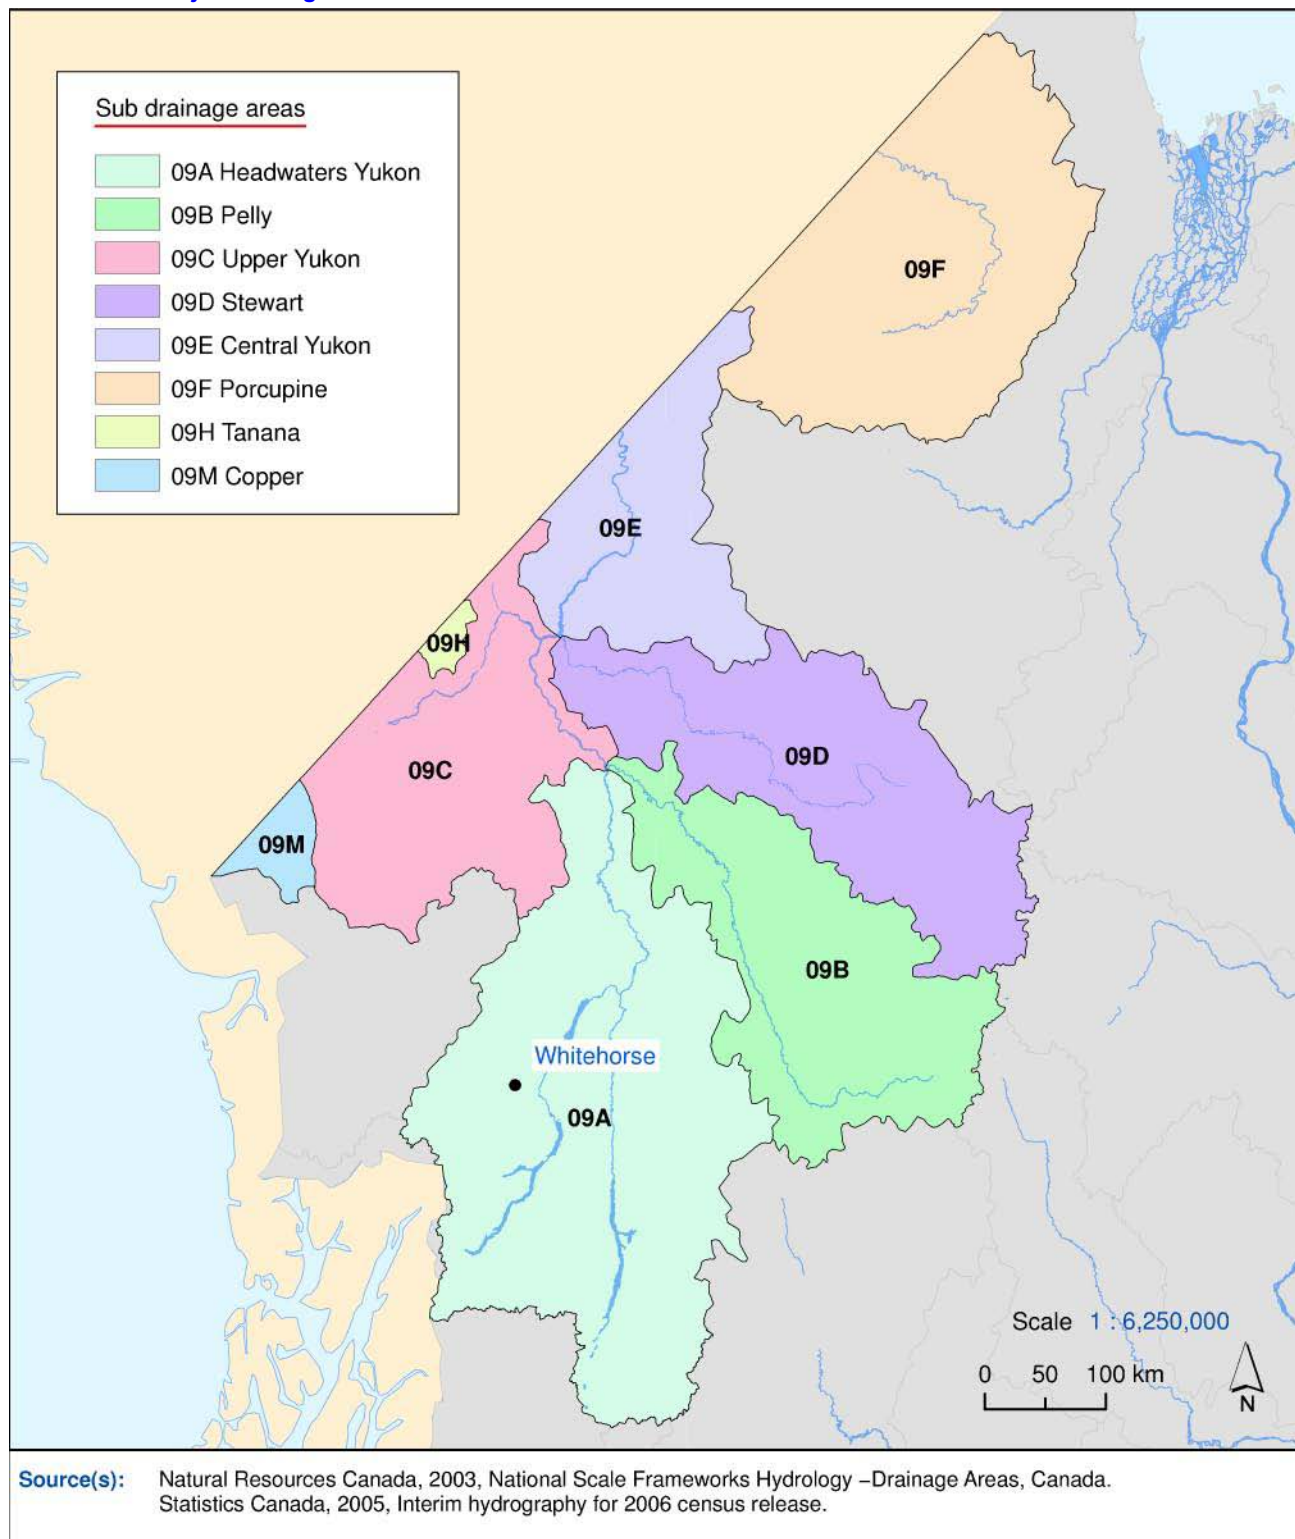 Sub drainage areas
09A Headwaters Yukon
09B Pelly
09C Upper Yukon
09D Stewart
09E Central Yukon
09F Porcupine
09H Tanana
09M Copper
09F
09E
09H
09D
09C
09M
09B
Whitehorse
09A
Scale 1 : 6,250,000
0 50 100 km
N
Source(s): Natural Resources Canada, 2003, National Scale Frameworks Hydrology –Drainage Areas, Canada.
Statistics Canada, 2005, Interim hydrography for 2006 census release.